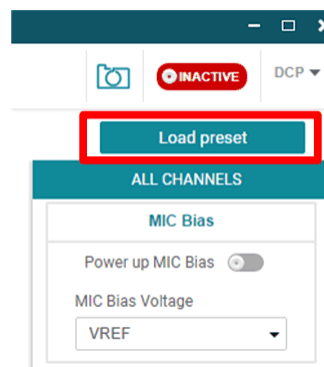 INACTIVE
DCP
Load preset
ALL CHANNELS
MIC Bias
Power up MIC Bias
MIC Bias Voltage
VREF